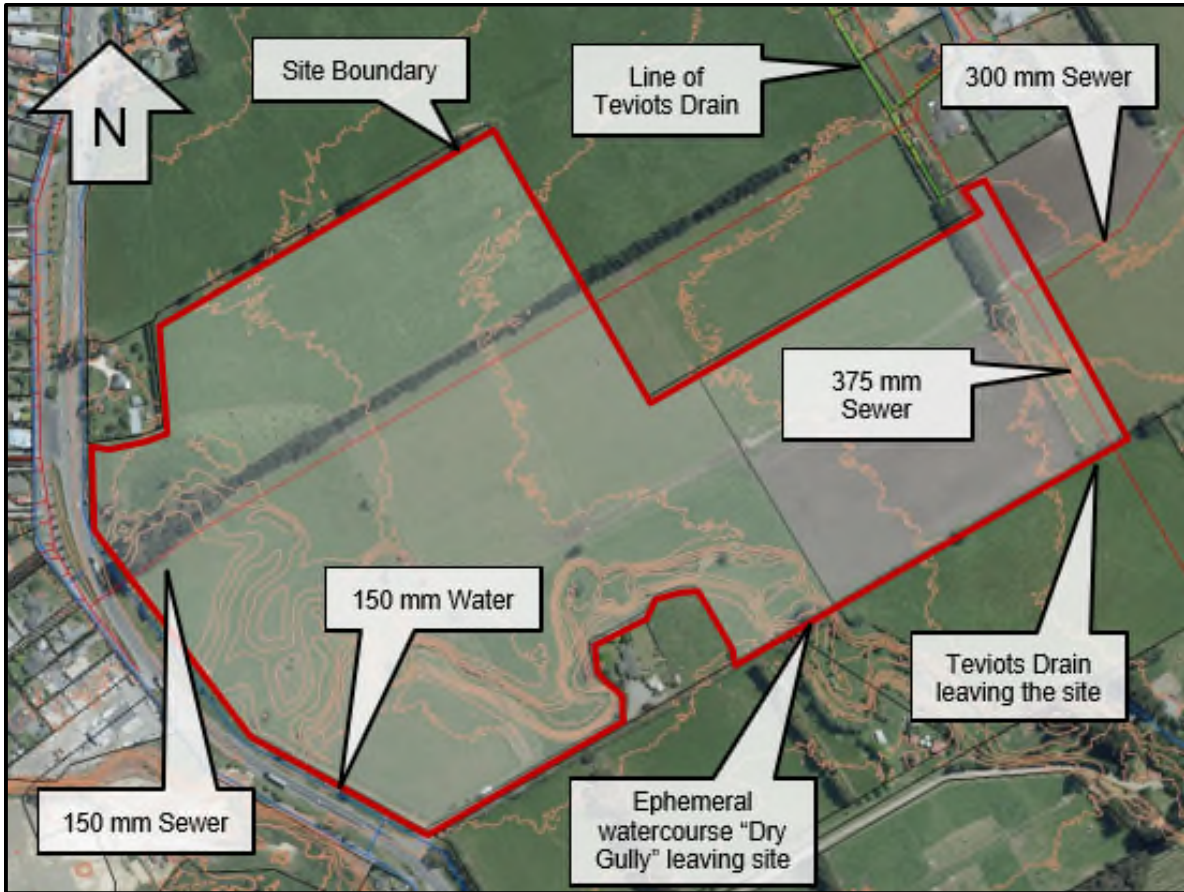 N
Site Boundary
Line of
Teviots Drain
300 mm Sewer
375 mm
Sewer
150 mm Water
Teviots Drain
leaving the site
150 mm Sewer
Ephemeral
watercourse “Dry
Gully” leaving site